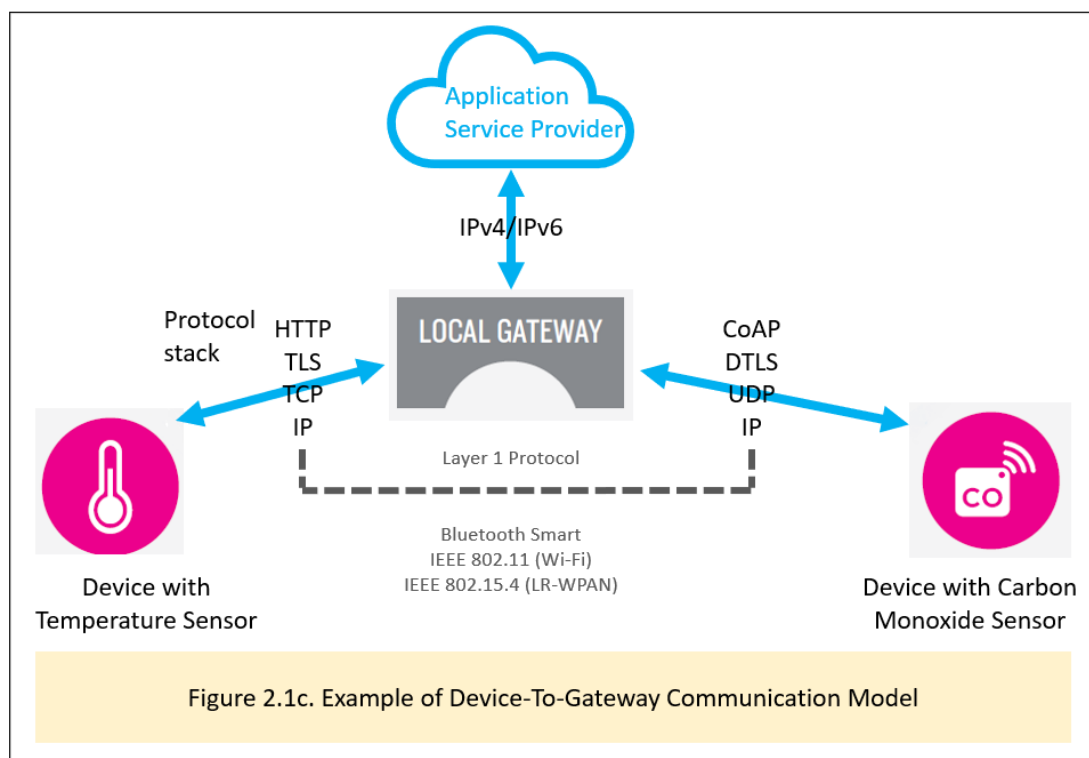 Application
Service Provider
IPv4/IPv6
LOCAL GATEWAY
Protocol
stack
HTTP
TLS
TCP
IP
CoAP
DTLS
UDP
IP
Layer 1 Protocol
Bluetooth Smart
IEEE 802.11 (Wi-Fi)
IEEE 802.15.4 (LR-WPAN)
CO
Device with
Temperature Sensor
Device with Carbon
Monoxide Sensor
Figure 2.1c. Example of Device-To-Gateway Communication Model